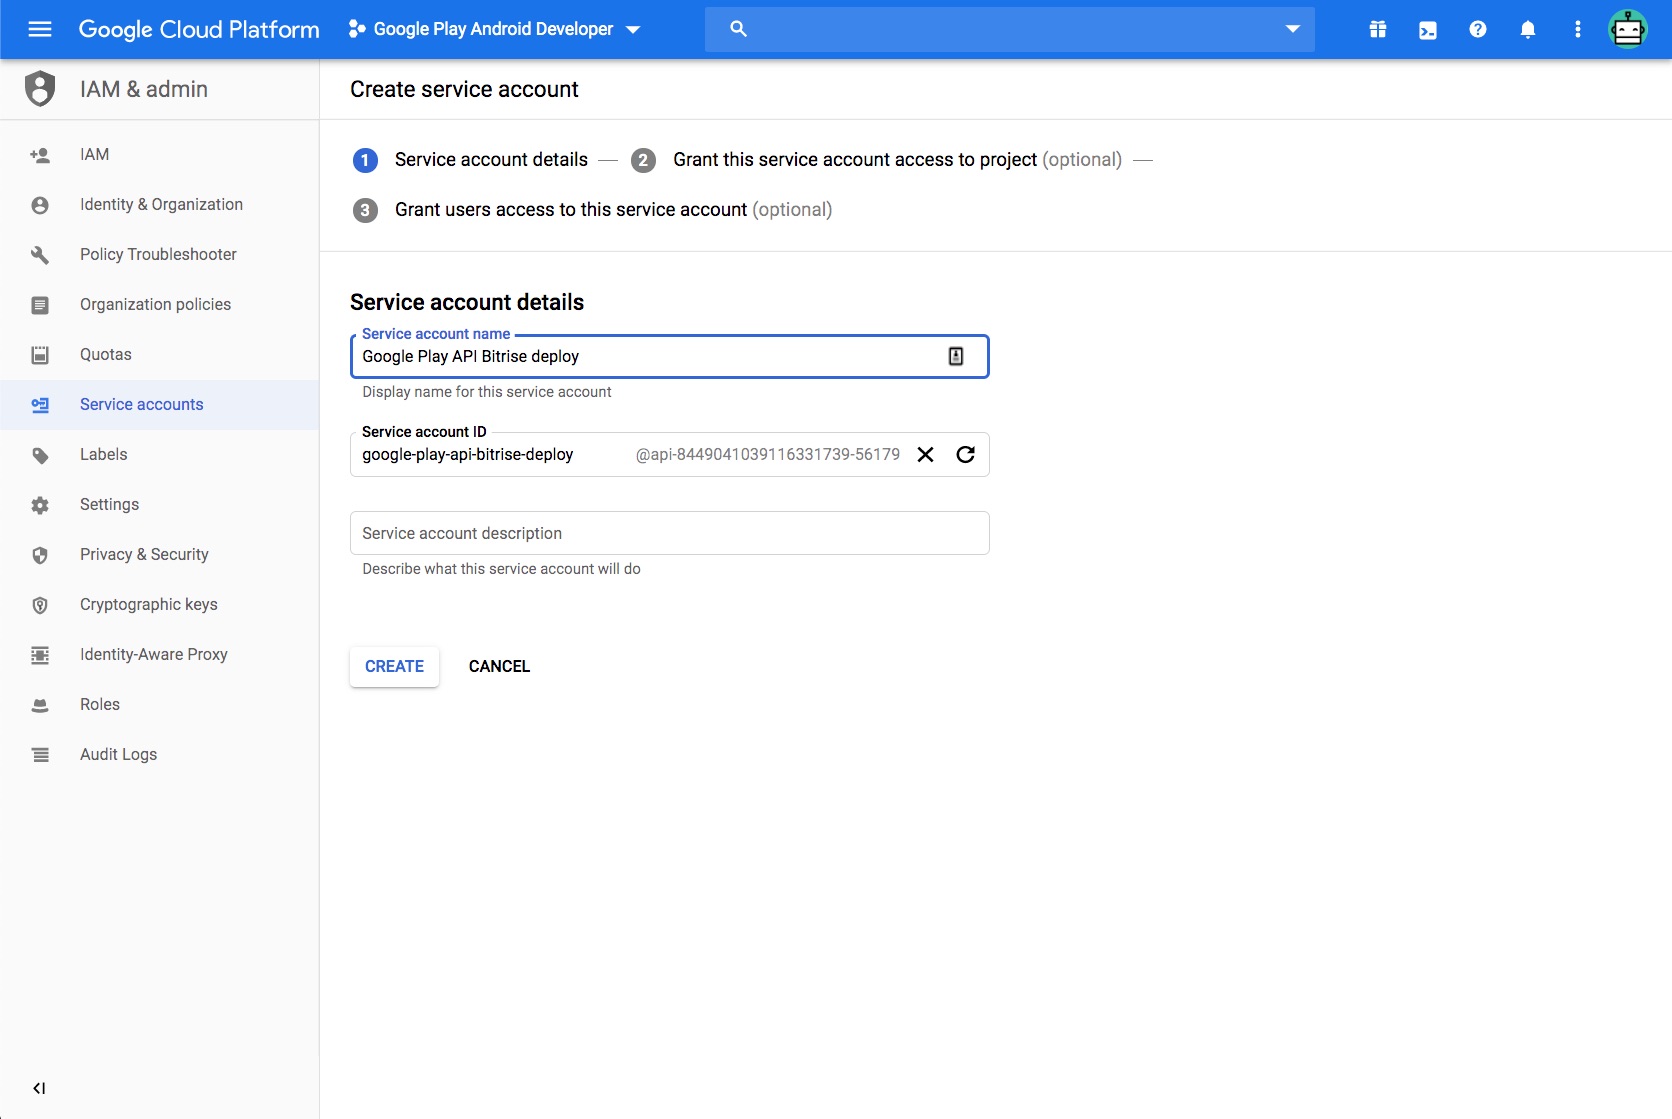 Google Cloud Platform
Google Play Android Developer
IAM & admin
IAM
Identity & Organization
Policy Troubleshooter
Organization policies
Quotas
Service accounts
Labels
Settings
Privacy & Security
Cryptographic keys
Identity-Aware Proxy
Roles
Audit Logs
Create service account
1 Service account details — 2 Grant this service account access to project (optional) —
3 Grant users access to this service account (optional)
Service account details
Service account name
Google Play API Bitrise deploy
Display name for this service account
Service account ID
google-play-api-bitrise-deploy @api-8449041039116331739-56179
Service account description
Describe what this service account will do
CREATE CANCEL